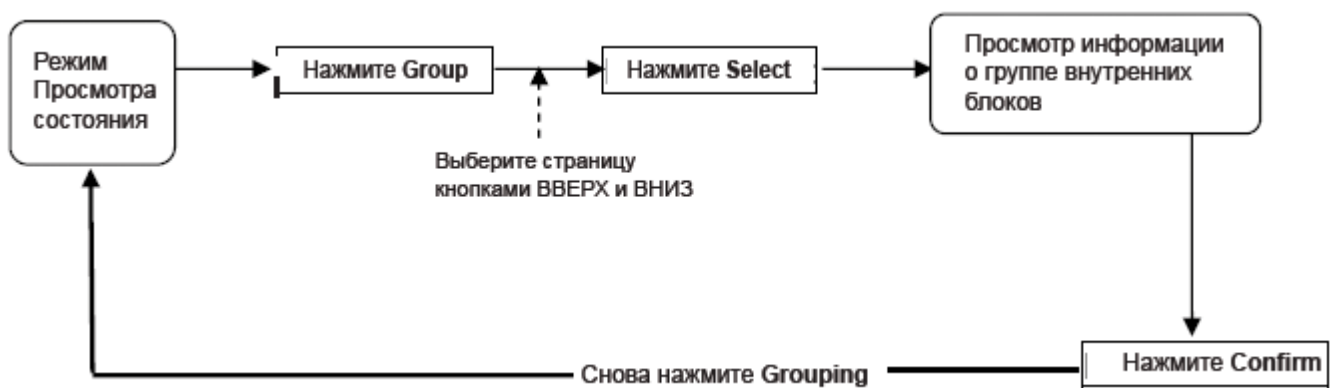 Режим
Просмотра
состояния
Нажмите Group
Выберите страницу
кнопками ВВЕРХ и ВНИЗ
Нажмите Select
Просмотр информации
о группе внутренних
блоков
Нажмите Confirm
Снова нажмите Grouping